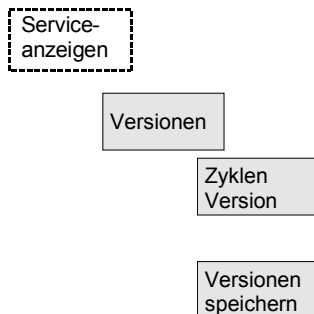 Service-
anzeigen
Versionen
Zyklen
Version
Versionen
speichern